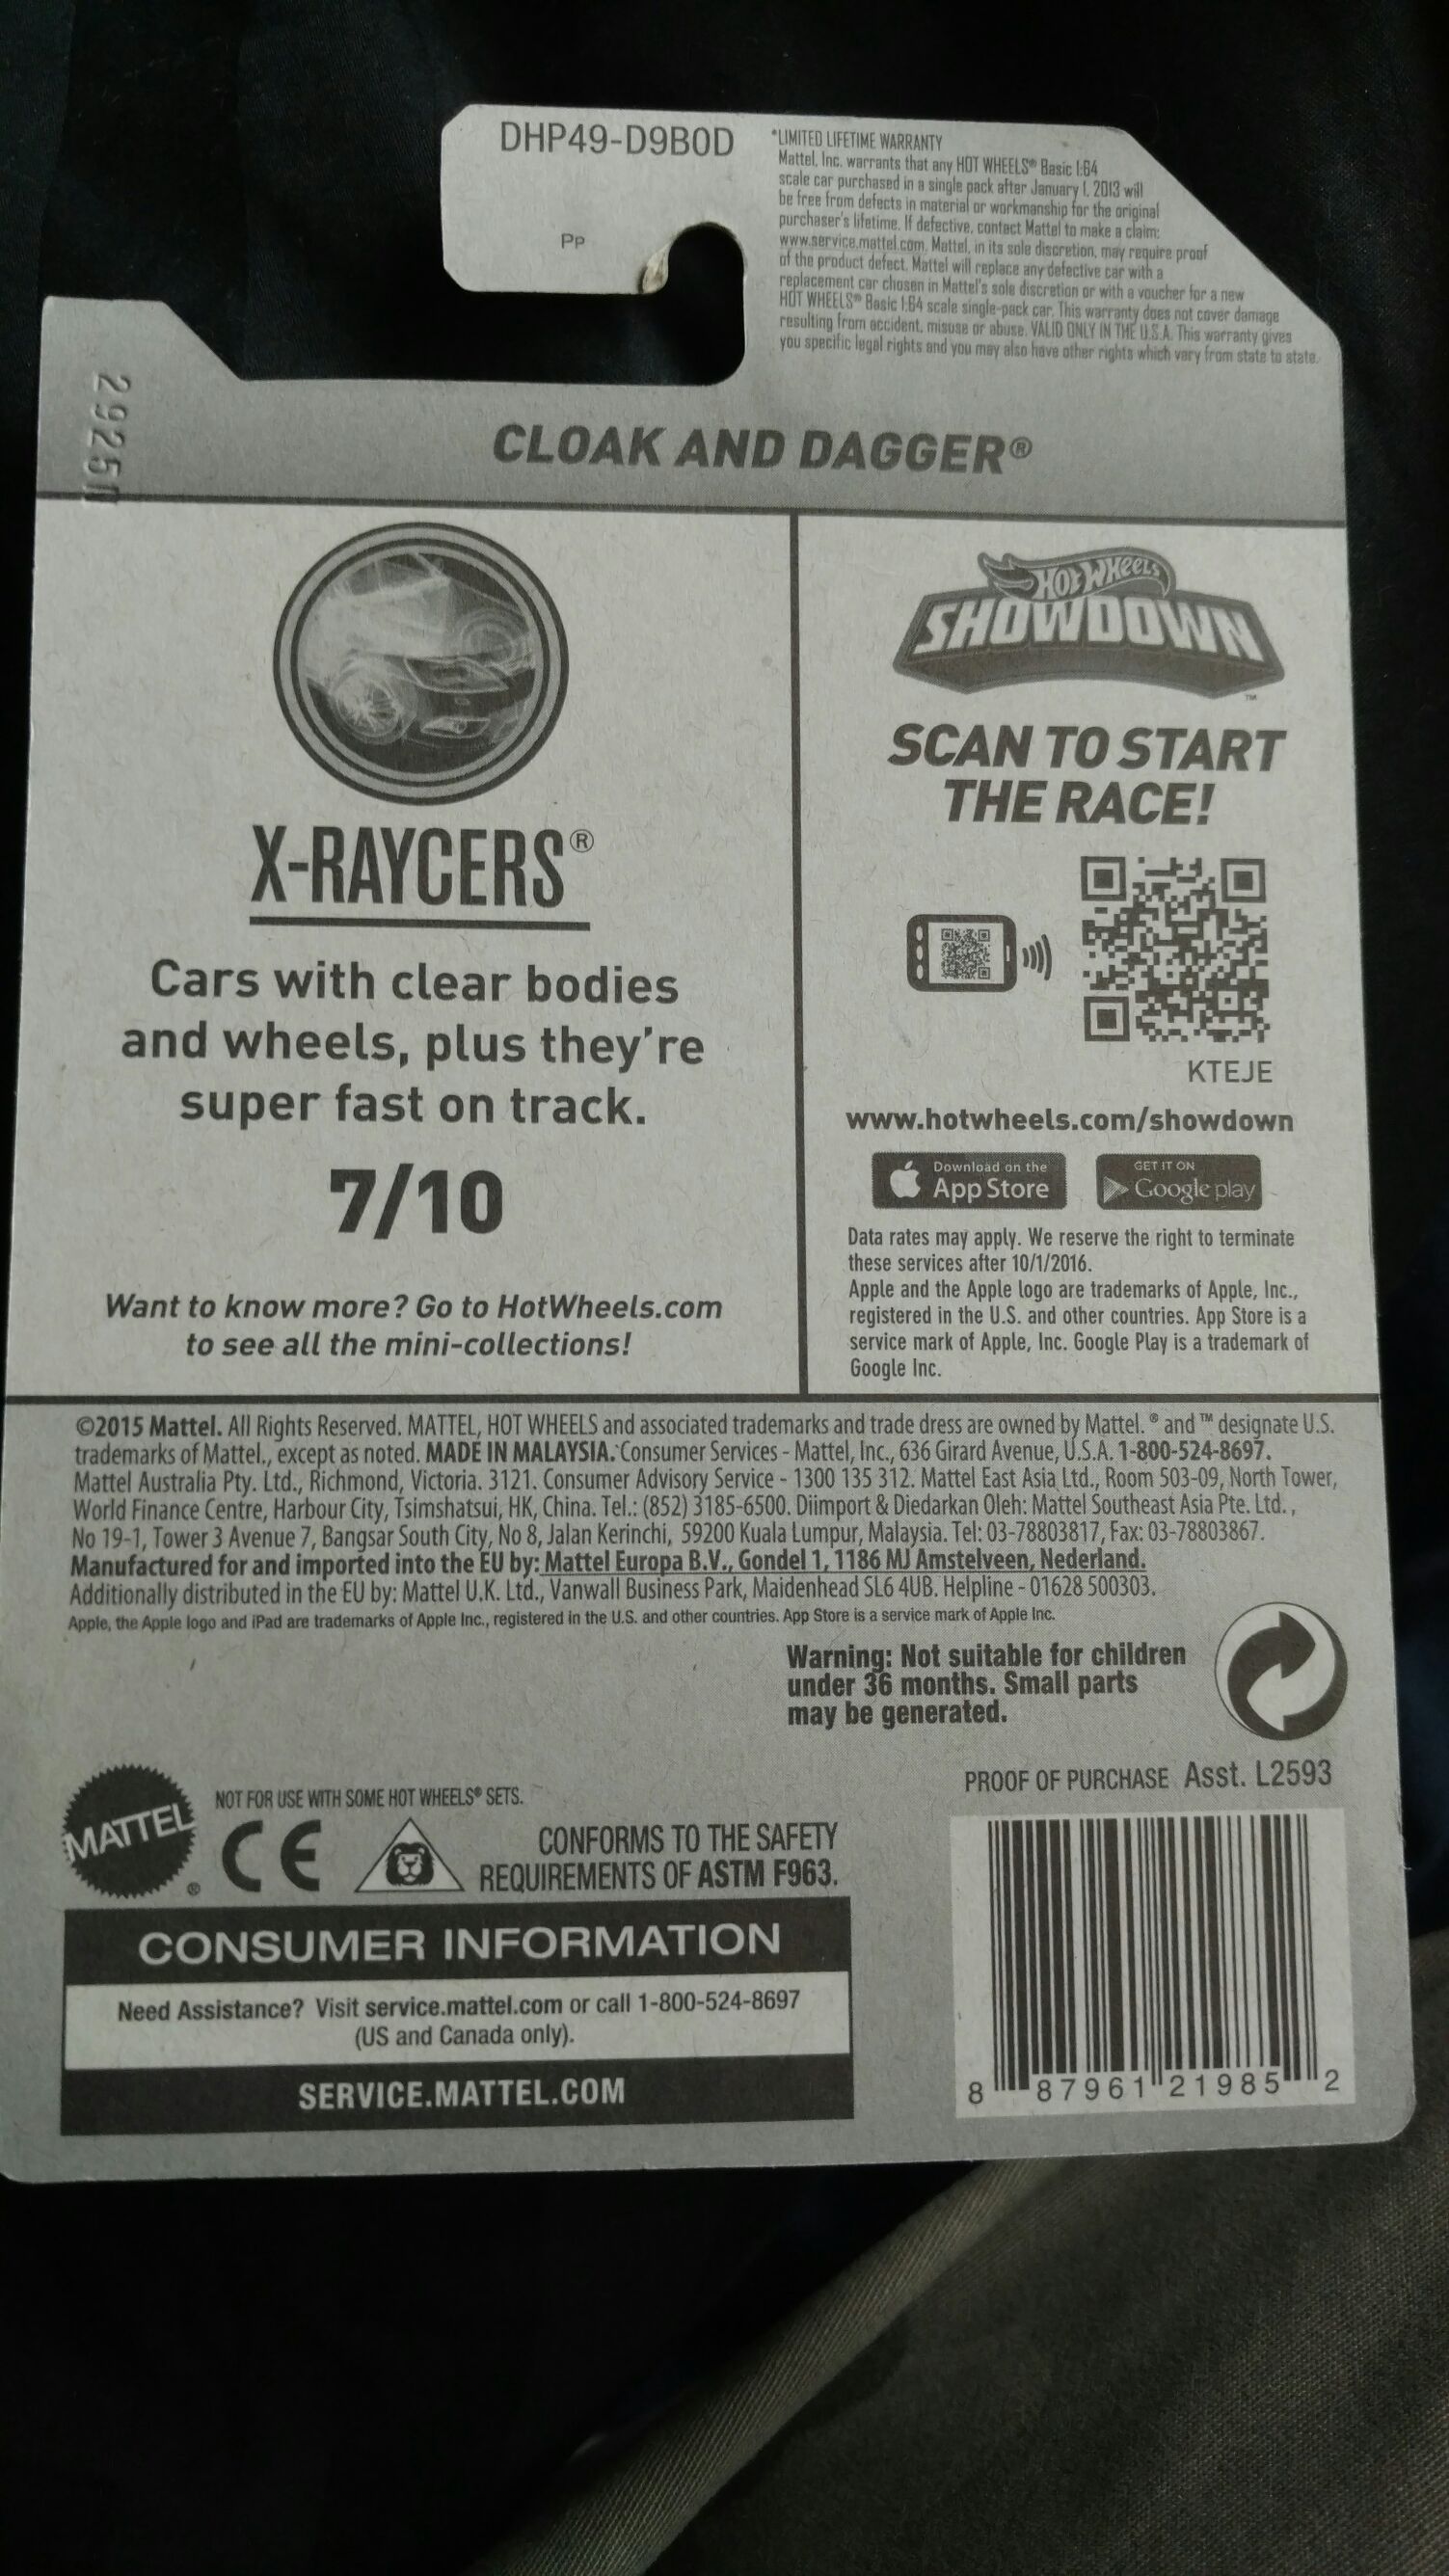 DHP49-D9B0D
Pp
*LIMITED LIFETIME WARRANTY
Mattel, Inc. warrants that any HOT WHEELS® Basic 1:64
scale car purchased in a single pack after January 1, 2013 will
be free from defects in material or workmanship for the original
purchaser's lifetime. If defective, contact Mattel to make a claim:
www.service.mattel.com. Mattel, in its sole discretion, may require proof
of the product defect. Mattel will replace any defective car with a
replacement car chosen in Mattel's sole discretion or with a voucher for a new
HOT WHEELS® Basic 1:64 scale single-pack car. This warranty does not cover damage
resulting from accident, misuse or abuse. VALID ONLY IN THE U.S.A. This warranty gives
you specific legal rights and you may also have other rights which vary from state to state.
CLOAK AND DAGGER®
X-RAYCERS®
Cars with clear bodies
and wheels, plus they're
super fast on track.
7/10
Want to know more? Go to HotWheels.com
to see all the mini-collections!
HOT WHEELS
SHOWDOWN™
SCAN TO START
THE RACE!
KTEJE
www.hotwheels.com/showdown
Download on the
App Store
GET IT ON
Google play
Data rates may apply. We reserve the right to terminate
these services after 10/1/2016.
Apple and the Apple logo are trademarks of Apple, Inc.,
registered in the U.S. and other countries. App Store is a
service mark of Apple, Inc. Google Play is a trademark of
Google Inc.
©2015 Mattel. All Rights Reserved. MATTEL, HOT WHEELS and associated trademarks and trade dress are owned by Mattel. ® and ™ designate U.S.
trademarks of Mattel., except as noted. MADE IN MALAYSIA. Consumer Services - Mattel, Inc., 636 Girard Avenue, U.S.A. 1-800-524-8697.
Mattel Australia Pty. Ltd., Richmond, Victoria. 3121. Consumer Advisory Service - 1300 135 312. Mattel East Asia Ltd., Room 503-09, North Tower,
World Finance Centre, Harbour City, Tsimshatsui, HK, China. Tel.: (852) 3185-6500. Diimport & Diedarkan Oleh: Mattel Southeast Asia Pte. Ltd.,
No 19-1, Tower 3 Avenue 7, Bangsar South City, No 8, Jalan Kerinchi, 59200 Kuala Lumpur, Malaysia. Tel: 03-78803817, Fax: 03-78803867.
Manufactured for and imported into the EU by: Mattel Europa B.V., Gondel 1, 1186 MJ Amstelveen, Nederland.
Additionally distributed in the EU by: Mattel U.K. Ltd., Vanwall Business Park, Maidenhead SL6 4UB. Helpline - 01628 500303.
Apple, the Apple logo and iPad are trademarks of Apple Inc., registered in the U.S. and other countries. App Store is a service mark of Apple Inc.
Warning: Not suitable for children
under 36 months. Small parts
may be generated.
PROOF OF PURCHASE Asst. L2593
MATTEL®
NOT FOR USE WITH SOME HOT WHEELS® SETS.
CE
CONFORMS TO THE SAFETY
REQUIREMENTS OF ASTM F963.
CONSUMER INFORMATION
Need Assistance? Visit service.mattel.com or call 1-800-524-8697
(US and Canada only).
SERVICE.MATTEL.COM
8 87961 21985 2